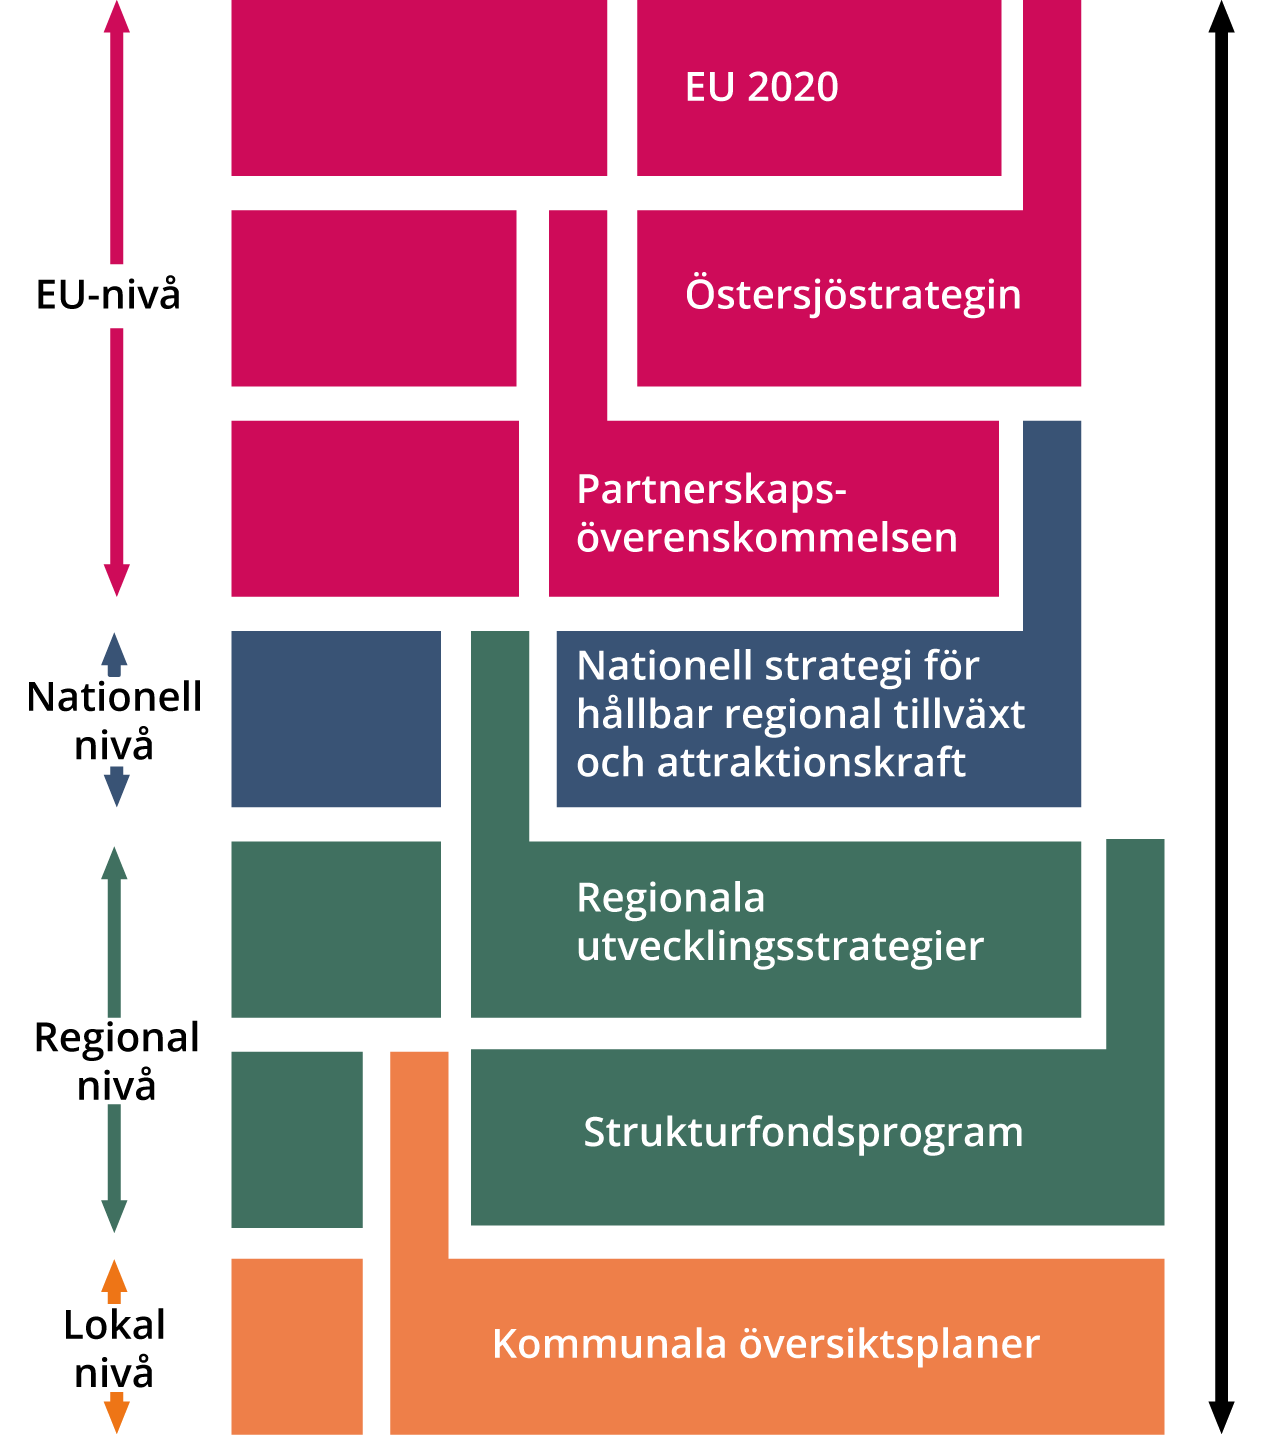 EU 2020
EU-nivå
Östersjöstrategin
Partnerskaps-
överenskommelsen
Nationell
nivå
Nationell strategi för
hållbar regional tillväxt
och attraktionskraft
Regionala
utvecklingsstrategier
Regional
nivå
Strukturfondsprogram
Lokal
nivå
Kommunala översiktsplaner